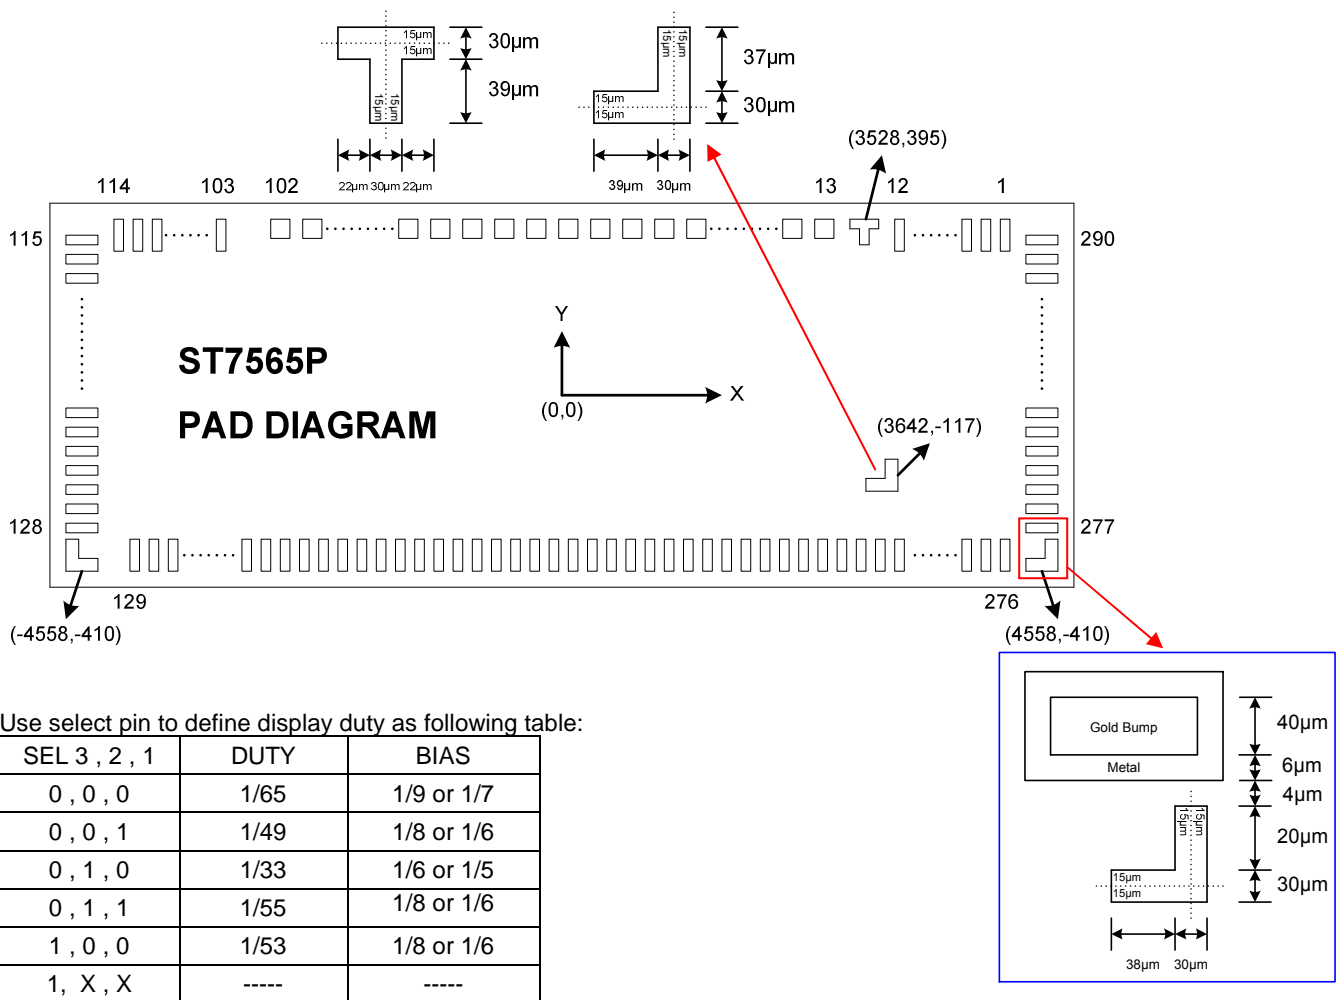 15µm
15µm
15µm
15µm
30µm
39µm
22µm 30µm 22µm
15µm
15µm
15µm
15µm
37µm
30µm
39µm 30µm
(3528,395)
114 103 102 13 12 1
115
290
ST7565P
PAD DIAGRAM
Y
X
(0,0)
(3642,-117)
128
277
129
276
(-4558,-410)
(4558,-410)
Gold Bump
Metal
40µm
6µm
4µm
20µm
30µm
15µm
15µm
15µm
15µm
38µm 30µm
Use select pin to define display duty as following table:
SEL 3 , 2 , 1 DUTY BIAS
0 , 0 , 0 1/65 1/9 or 1/7
0 , 0 , 1 1/49 1/8 or 1/6
0 , 1 , 0 1/33 1/6 or 1/5
0 , 1 , 1 1/55 1/8 or 1/6
1 , 0 , 0 1/53 1/8 or 1/6
1, X , X ----- -----